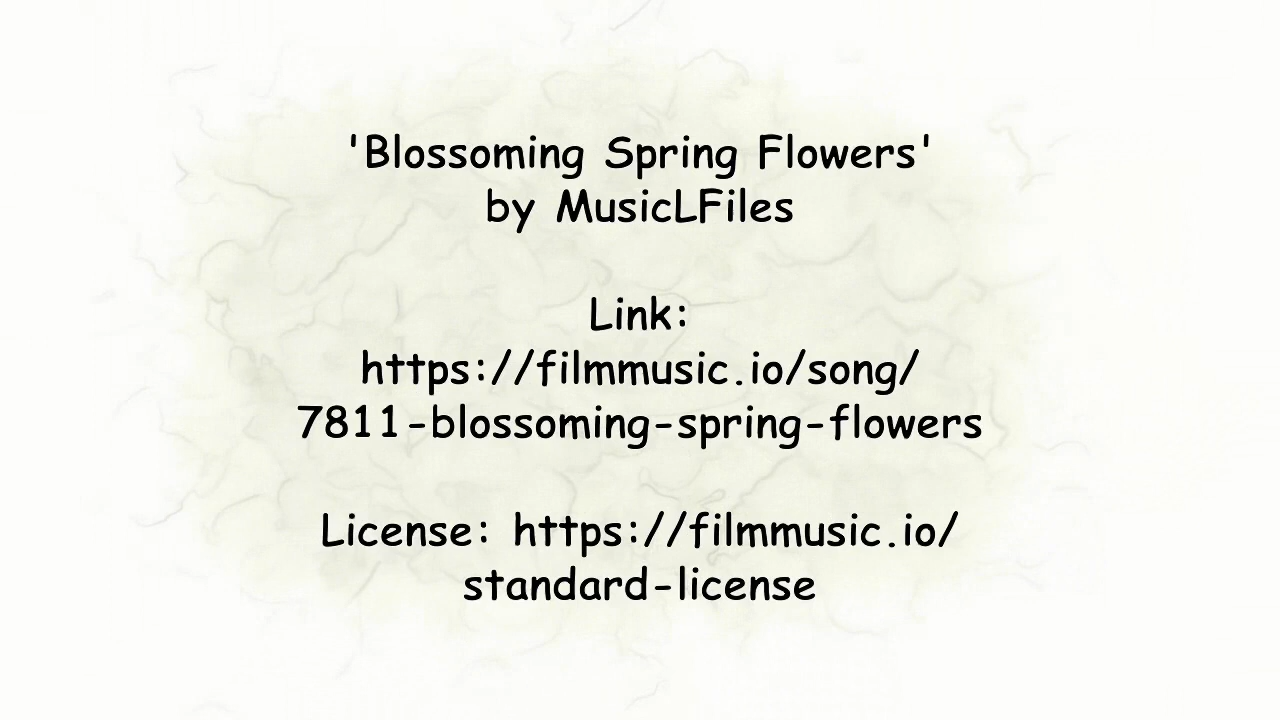 'Blossoming Spring Flowers'
by MusicLFiles
Link:
https://filmmusic.io/song/
7811-blossoming-spring-flowers
License: https://filmmusic.io/
standard-license